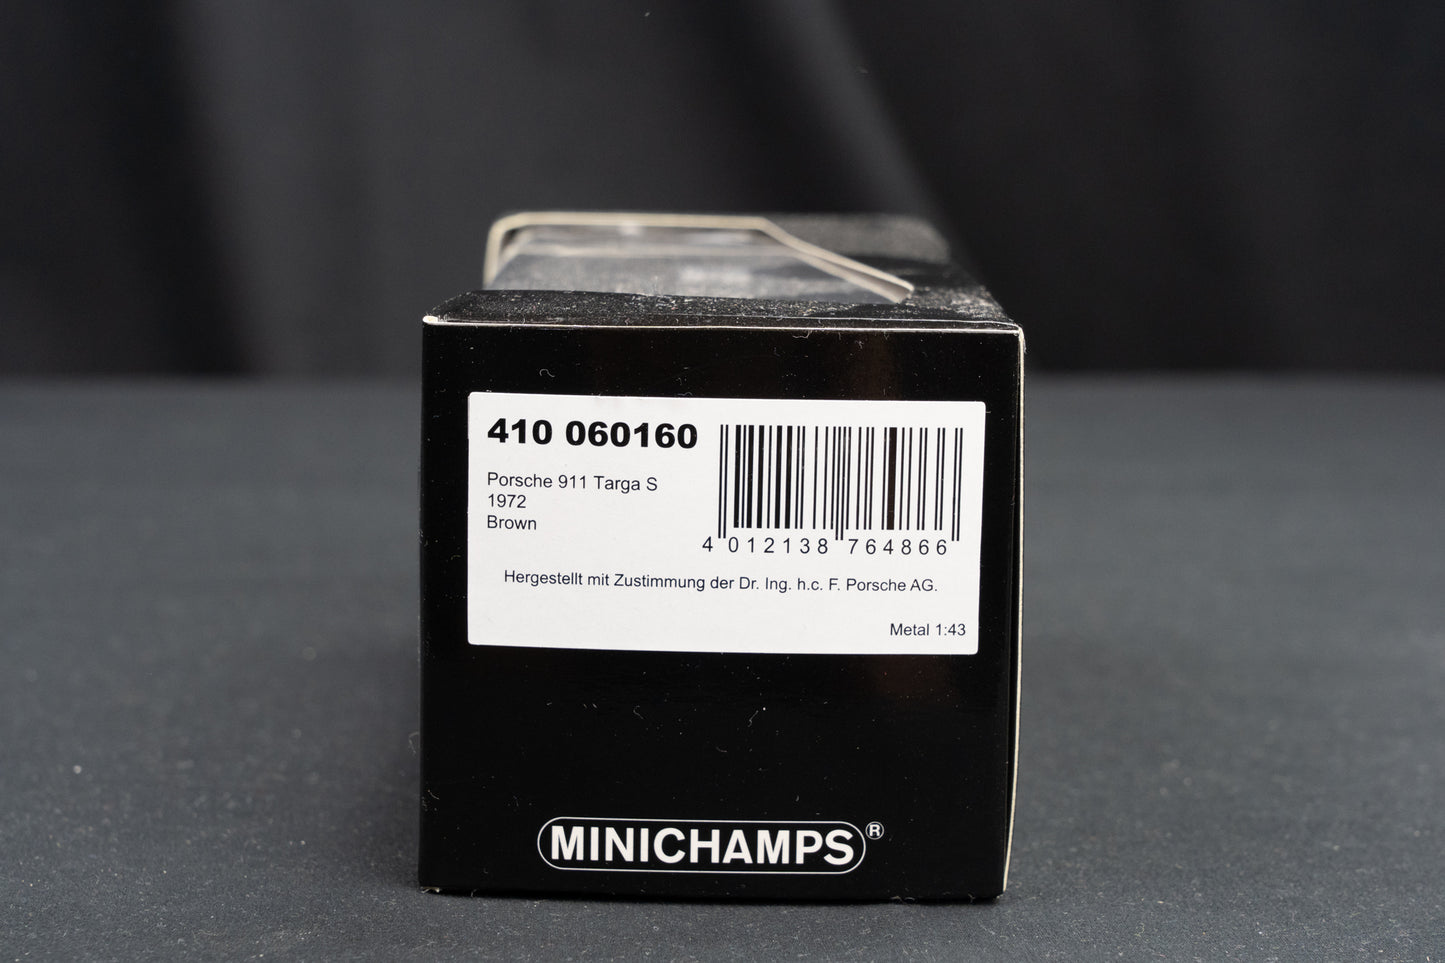 410 060160
Porsche 911 Targa S
1972
Brown
4 012138 764866
Hergestellt mit Zustimmung der Dr. Ing. h.c. F. Porsche AG.
Metal 1:43
MINICHAMPS®